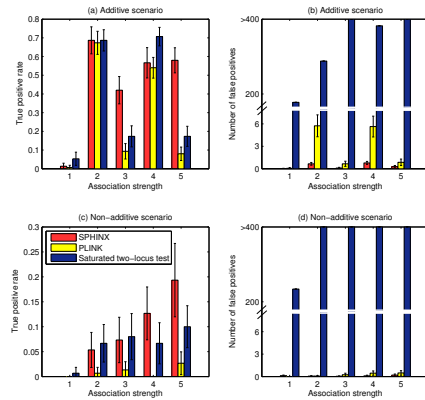 (a) Additive scenario
True positive rate
0.8
0.7
0.6
0.5
0.4
0.3
0.2
0.1
0
1 2 3 4 5
Association strength
(b) Additive scenario
Number of false positives
>400
200
6
3
0
1 2 3 4 5
Association strength
(c) Non−additive scenario
True positive rate
0.3
0.25
0.2
0.15
0.1
0.05
0
SPHINX
PLINK
Saturated two−locus test
1 2 3 4 5
Association strength
(d) Non−additive scenario
Number of false positives
>400
200
6
3
0
1 2 3 4 5
Association strength